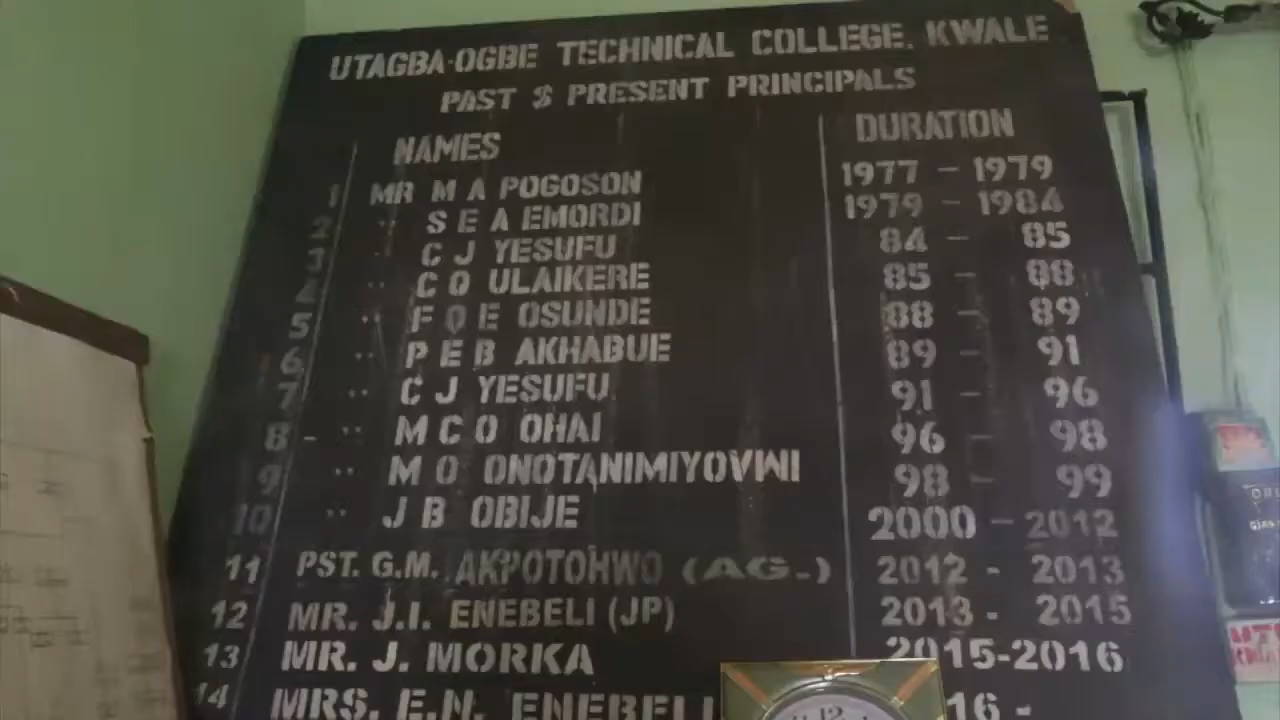 UTAGBA-OGBE TECHNICAL COLLEGE, KWALE
PAST $ PRESENT PRINCIPALS
NAMES DURATION
1 MR M A POGOSON 1977 - 1979
2 " S E A EMORDI 1979 - 1984
3 " C J YESUFU 84 - 85
4 " C O ULAIKERE 85 - 88
5 " F O E OSUNDE 88 - 89
6 " P E B AKHABUE 89 - 91
7 " C J YESUFU 91 - 96
8 - " M C O OHAI 96 - 98
9 " M O ONOTANIMIYOVWI 98 - 99
10 " J B OBIJE 2000 - 2012
11 PST. G.M. AKPOTOHWO (AG.) 2012 - 2013
12 MR. J.I. ENEBELI (JP) 2013 - 2015
13 MR. J. MORKA 2015-2016
14 MRS. E.N. ENEBELI 16 -
12